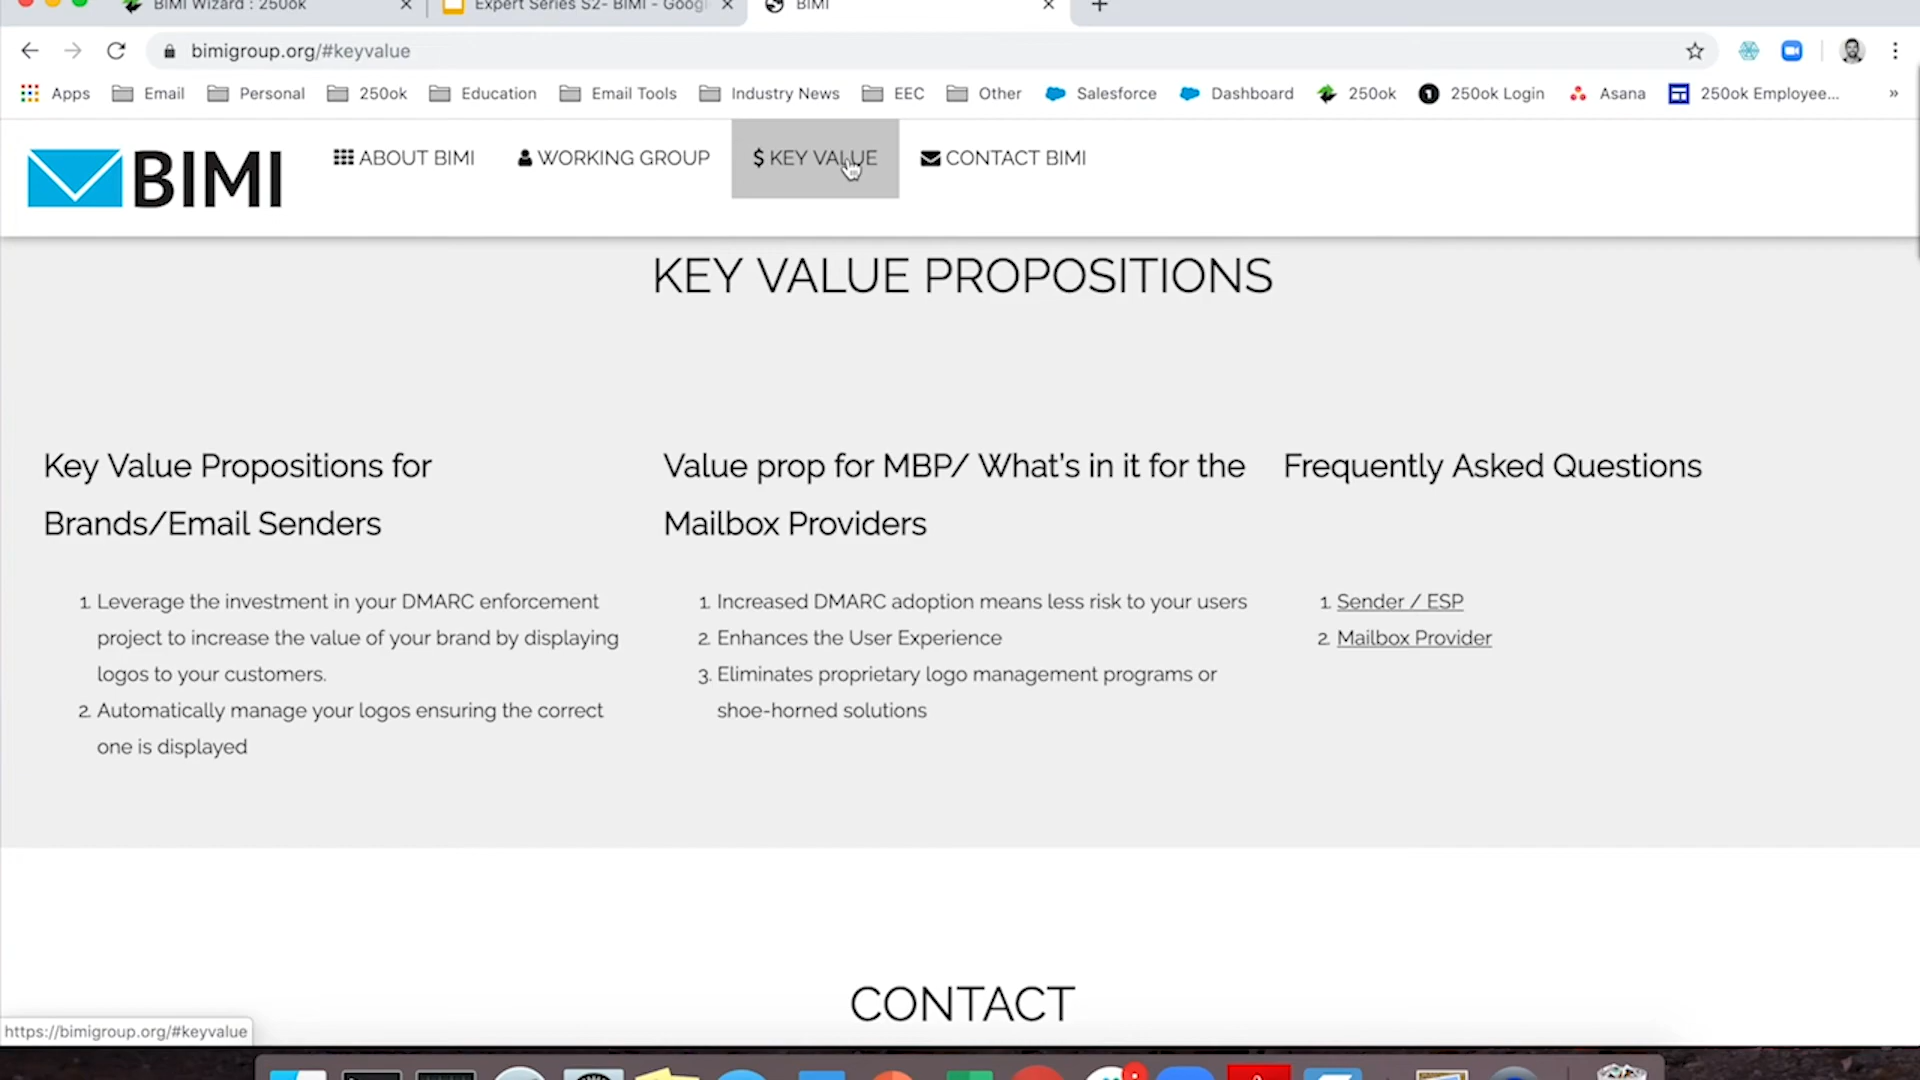 BIMI Wizard : 250ok
Expert Series S2- BIMI - Googl
BIMI
bimigroup.org/#keyvalue
Apps Email Personal 250ok Education Email Tools Industry News EEC Other Salesforce Dashboard 250ok 250ok Login Asana 250ok Employee... »
BIMI
ABOUT BIMI
WORKING GROUP
$ KEY VALUE
CONTACT BIMI
KEY VALUE PROPOSITIONS
Key Value Propositions for
Brands/Email Senders
1. Leverage the investment in your DMARC enforcement
project to increase the value of your brand by displaying
logos to your customers.
2. Automatically manage your logos ensuring the correct
one is displayed
Value prop for MBP/ What's in it for the
Mailbox Providers
1. Increased DMARC adoption means less risk to your users
2. Enhances the User Experience
3. Eliminates proprietary logo management programs or
shoe-horned solutions
Frequently Asked Questions
1. Sender / ESP
2. Mailbox Provider
CONTACT
https://bimigroup.org/#keyvalue